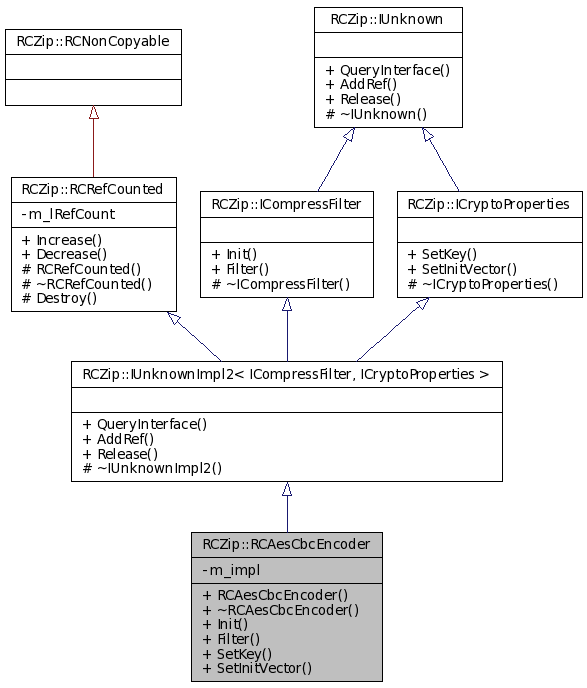 RCZip::IUnknown
+ QueryInterface()
+ AddRef()
+ Release()
# ~IUnknown()
RCZip::RCNonCopyable
RCZip::RCRefCounted
- m_lRefCount
+ Increase()
+ Decrease()
# RCRefCounted()
# ~RCRefCounted()
# Destroy()
RCZip::ICompressFilter
+ Init()
+ Filter()
# ~ICompressFilter()
RCZip::ICryptoProperties
+ SetKey()
+ SetInitVector()
# ~ICryptoProperties()
RCZip::IUnknownImpl2< ICompressFilter, ICryptoProperties >
+ QueryInterface()
+ AddRef()
+ Release()
# ~IUnknownImpl2()
RCZip::RCAesCbcEncoder
- m_impl
+ RCAesCbcEncoder()
+ ~RCAesCbcEncoder()
+ Init()
+ Filter()
+ SetKey()
+ SetInitVector()